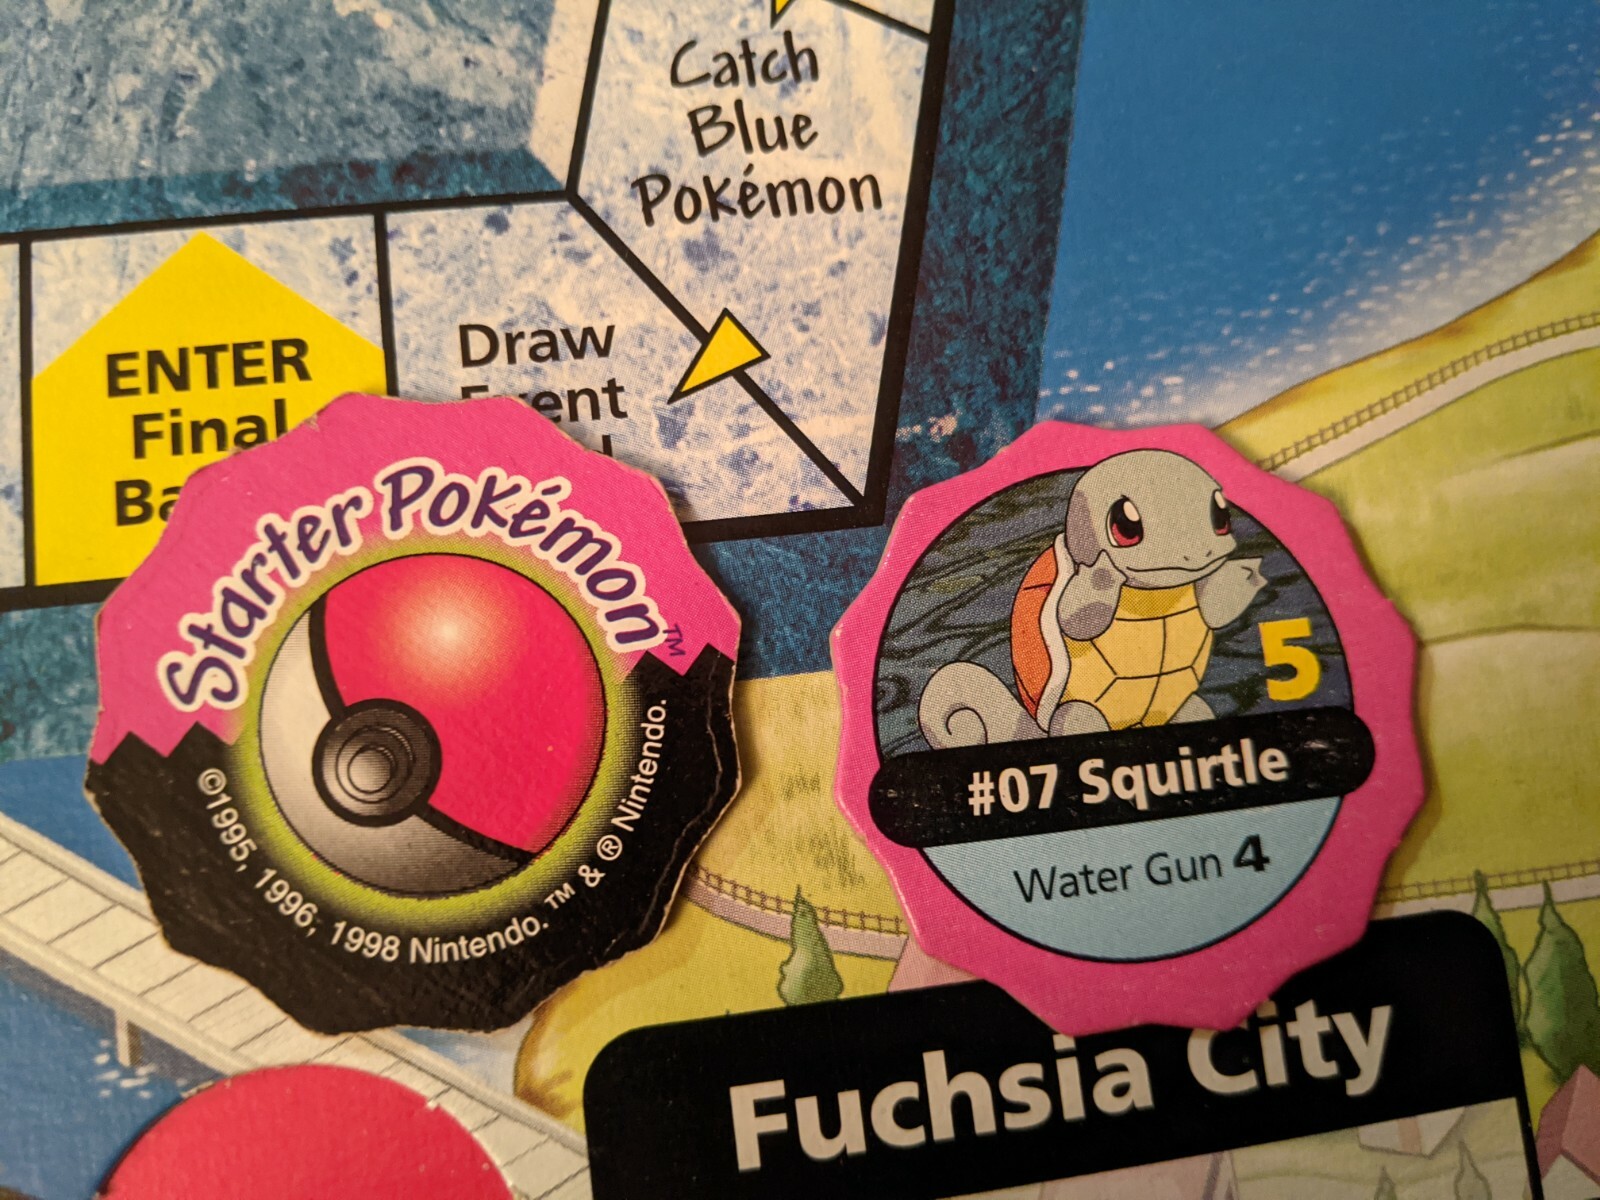 Catch
Blue
Pokémon
ENTER
Final
Draw
Starter Pokémon™
©1995, 1996, 1998 Nintendo. ™ & ® Nintendo.
5
#07 Squirtle
Water Gun 4
Fuchsia City